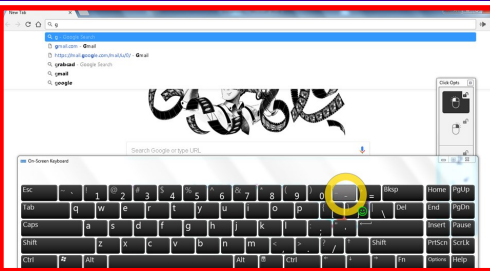 New Tab
g
g - Google Search
gmail.com - Gmail
https://mail.google.com/mail/u/0/ - Gmail
grabcad - Google Search
gmail
google
Click Opts
Search Google or type URL
On-Screen Keyboard
Esc ~ ` ! 1 @ 2 # 3 $ 4 % 5 ^ 6 & 7 * 8 ( 9 ) 0 _ - + = Bksp Home PgUp
Tab q w e r t y u i o p [ ] \ Del End PgDn
Caps a s d f g h j k l : ; " ' Insert Pause
Shift z x c v b n m < , > . ? / ↑ Shift PrtScn ScrLk
Ctrl Alt Alt Ctrl ← ↓ → Fn Options Help